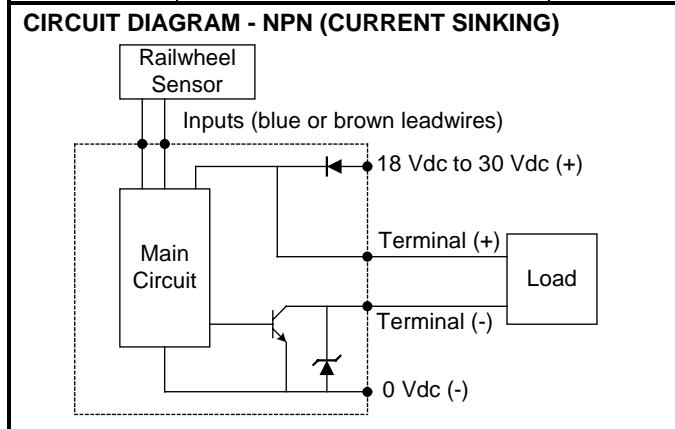 CIRCUIT DIAGRAM - NPN (CURRENT SINKING)
Railwheel
Sensor
Inputs (blue or brown leadwires)
18 Vdc to 30 Vdc (+)
Terminal (+)
Main
Circuit
Load
Terminal (-)
0 Vdc (-)